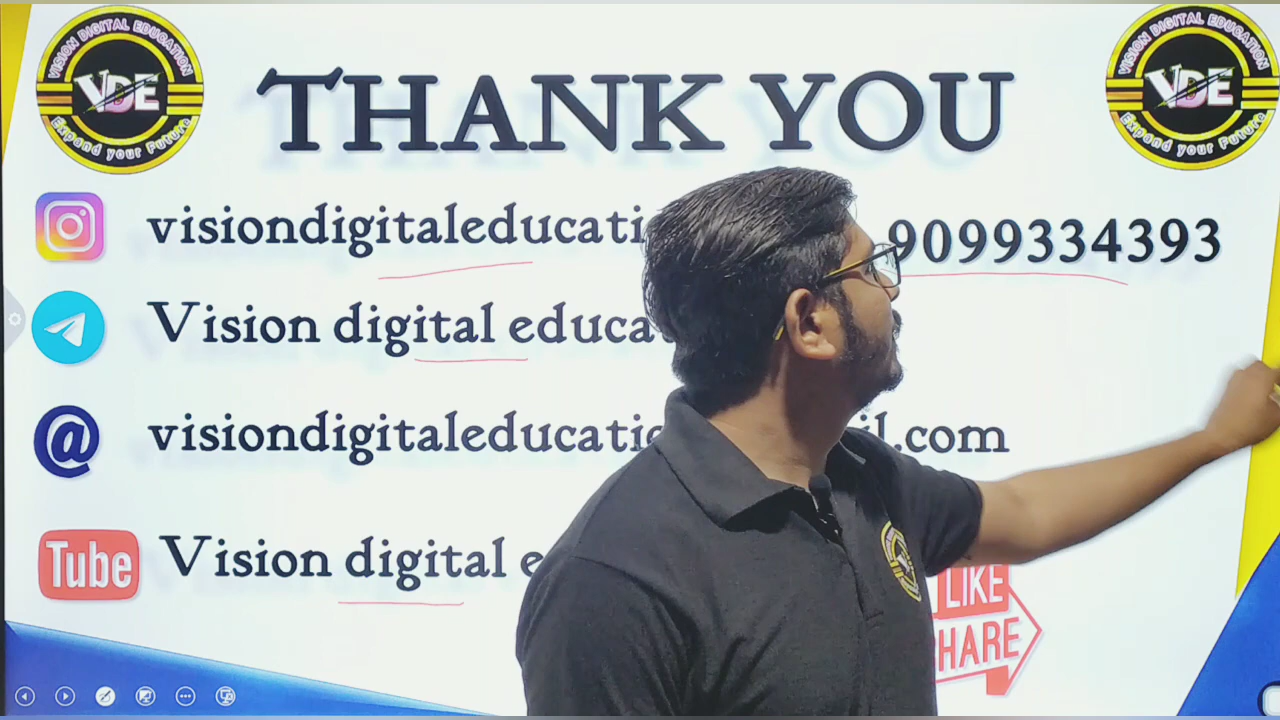 VISION DIGITAL EDUCATION
VDE
Expand your Future
THANK YOU
VISION DIGITAL EDUCATION
VDE
Expand your Future
visiondigitaleducati
9099334393
Vision digital educa
visiondigitaleducati
il.com
Tube
Vision digital e
LIKE
HARE